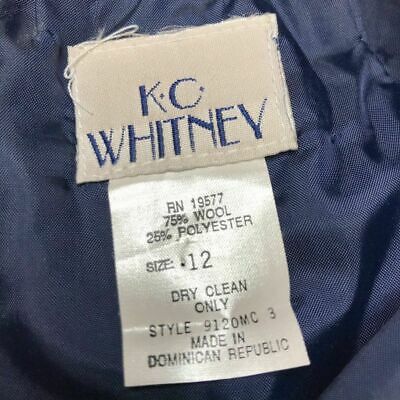 K·C·
WHITNEY
RN 19577
75% WOOL
25% POLYESTER
SIZE: 12
DRY CLEAN
ONLY
STYLE 9120MC 3
MADE IN
DOMINICAN REPUBLIC